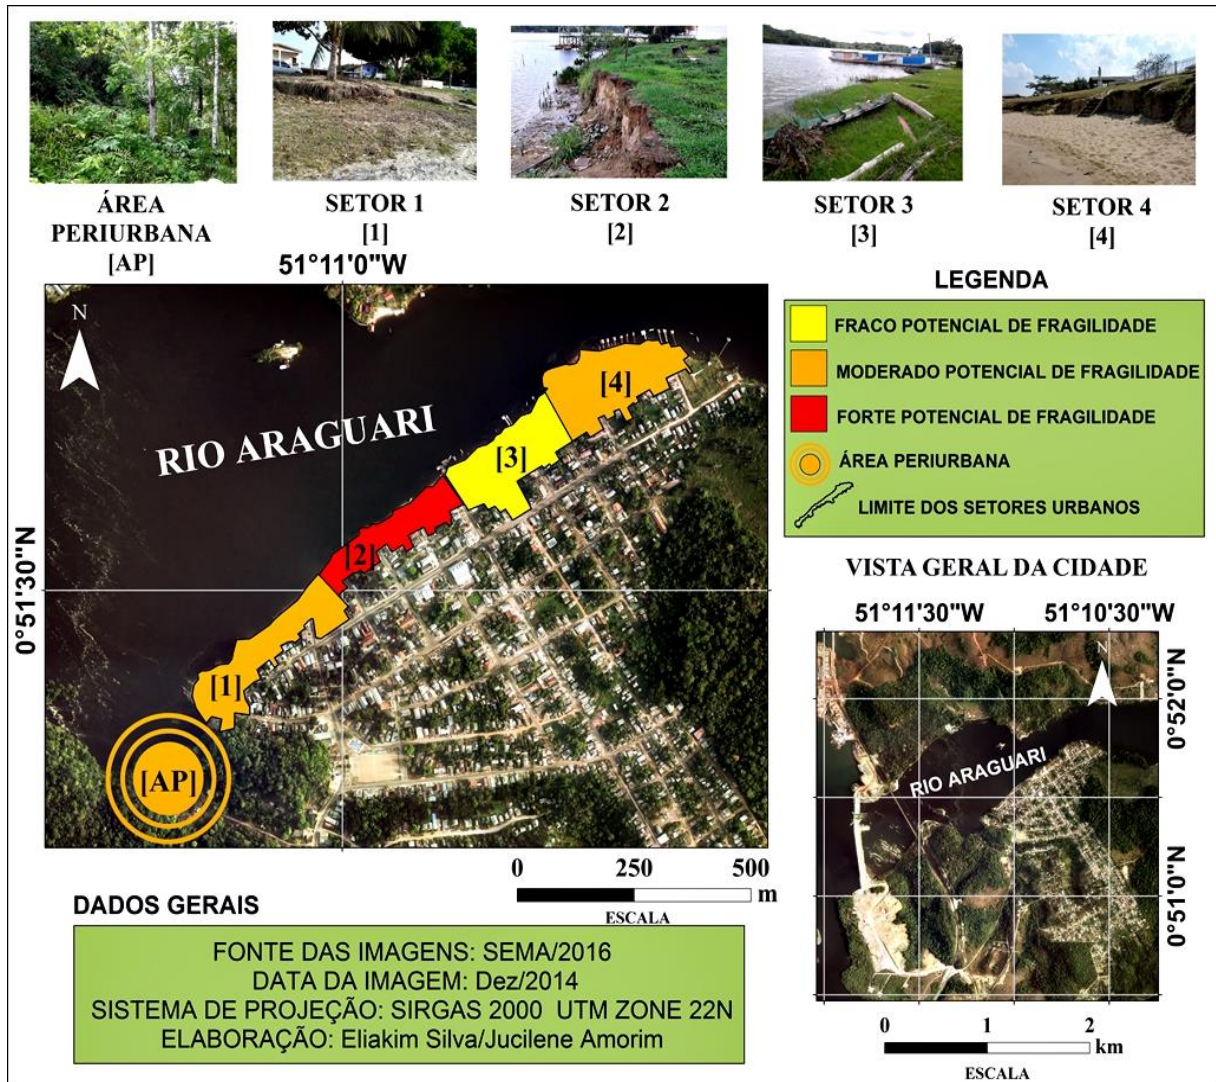 ÁREA
PERIURBANA
[AP]
SETOR 1
[1]
SETOR 2
[2]
SETOR 3
[3]
SETOR 4
[4]
51°11'0"W
0°51'30"N
N
RIO ARAGUARI
[4]
[3]
[2]
[1]
[AP]
0 250 500
m
ESCALA
LEGENDA
FRACO POTENCIAL DE FRAGILIDADE
MODERADO POTENCIAL DE FRAGILIDADE
FORTE POTENCIAL DE FRAGILIDADE
ÁREA PERIURBANA
LIMITE DOS SETORES URBANOS
VISTA GERAL DA CIDADE
51°11'30"W 51°10'30"W
N
RIO ARAGUARI
0°52'0"N
0°51'0"N
0 1 2
km
ESCALA
DADOS GERAIS
FONTE DAS IMAGENS: SEMA/2016
DATA DA IMAGEM: Dez/2014
SISTEMA DE PROJEÇÃO: SIRGAS 2000 UTM ZONE 22N
ELABORAÇÃO: Eliakim Silva/Jucilene Amorim